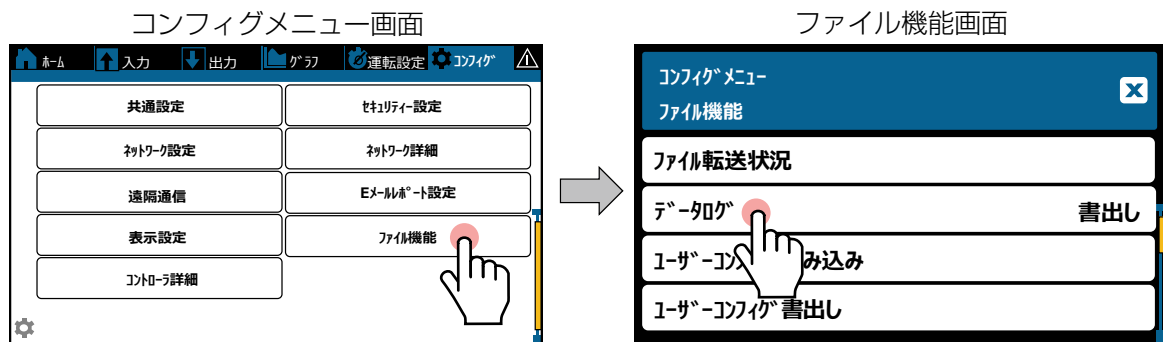 コンフィグメニュー画面
ファイル機能画面
ﾎｰﾑ 入力 出力 ｸﾞﾗﾌ 運転設定 ｺﾝﾌｨｸﾞ
共通設定 ｾｷｭﾘﾃｨｰ設定
ﾈｯﾄﾜｰｸ設定 ﾈｯﾄﾜｰｸ詳細
遠隔通信 Eﾒｰﾙﾚﾎﾟｰﾄ設定
表示設定 ﾌｧｲﾙ機能
ｺﾝﾄﾛｰﾗ詳細
ｺﾝﾌｨｸﾞﾒﾆｭｰ
ﾌｧｲﾙ機能
ﾌｧｲﾙ転送状況
ﾃﾞｰﾀﾛｸﾞ 書出し
ﾕｰｻﾞｰｺﾝ み込み
ﾕｰｻﾞｰｺﾝﾌｨｸﾞ書出し